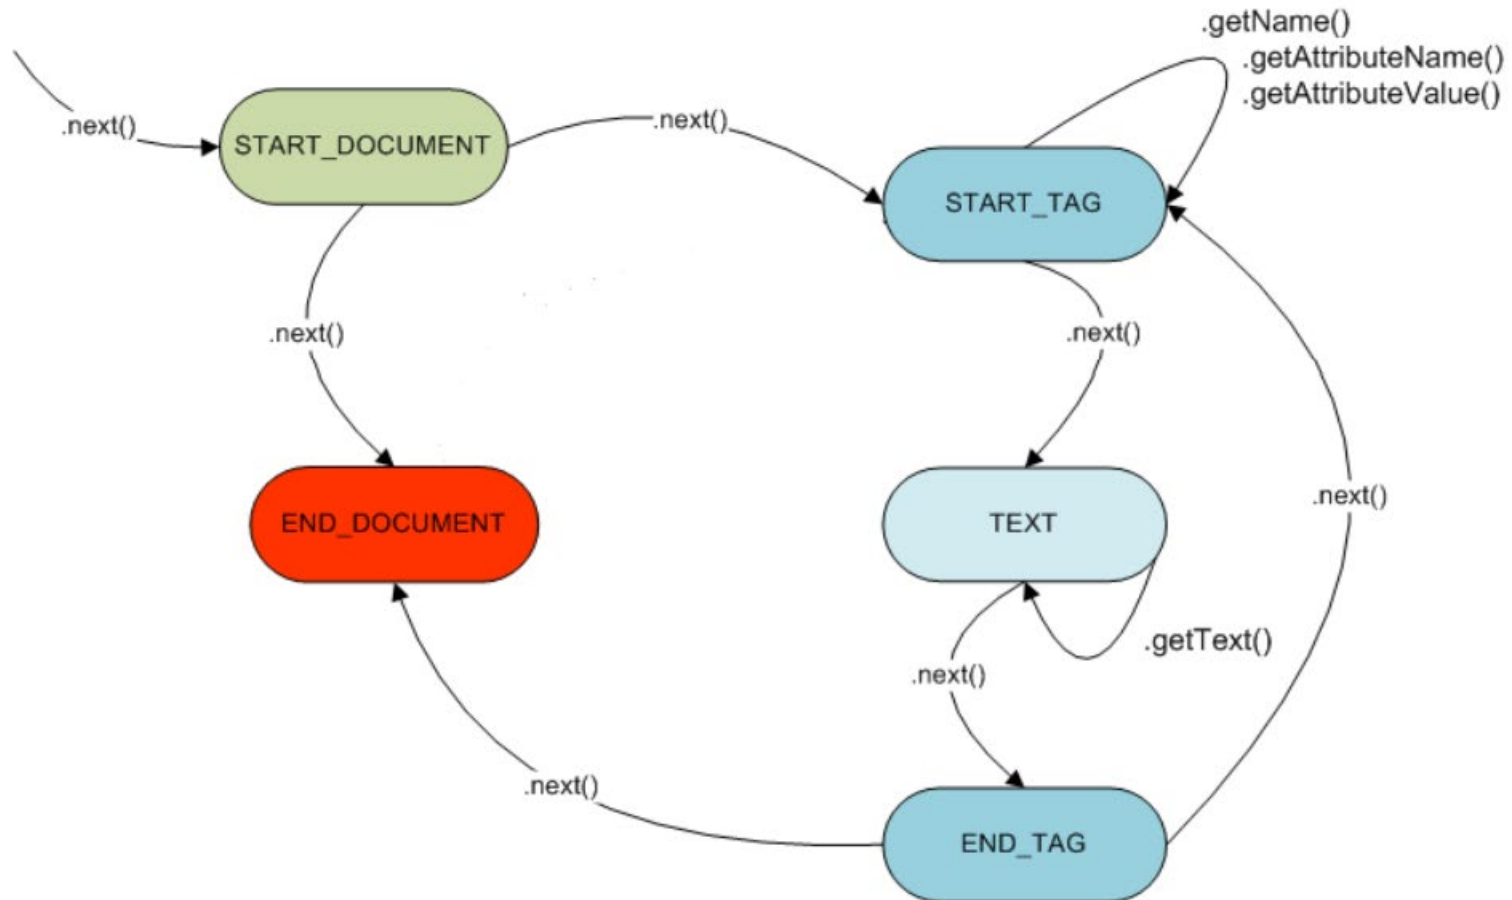 .getName()
.getAttributeName()
.getAttributeValue()
.next()
.next()
START_DOCUMENT
START_TAG
.next()
.next()
.next()
END_DOCUMENT
TEXT
.getText()
.next()
.next()
END_TAG